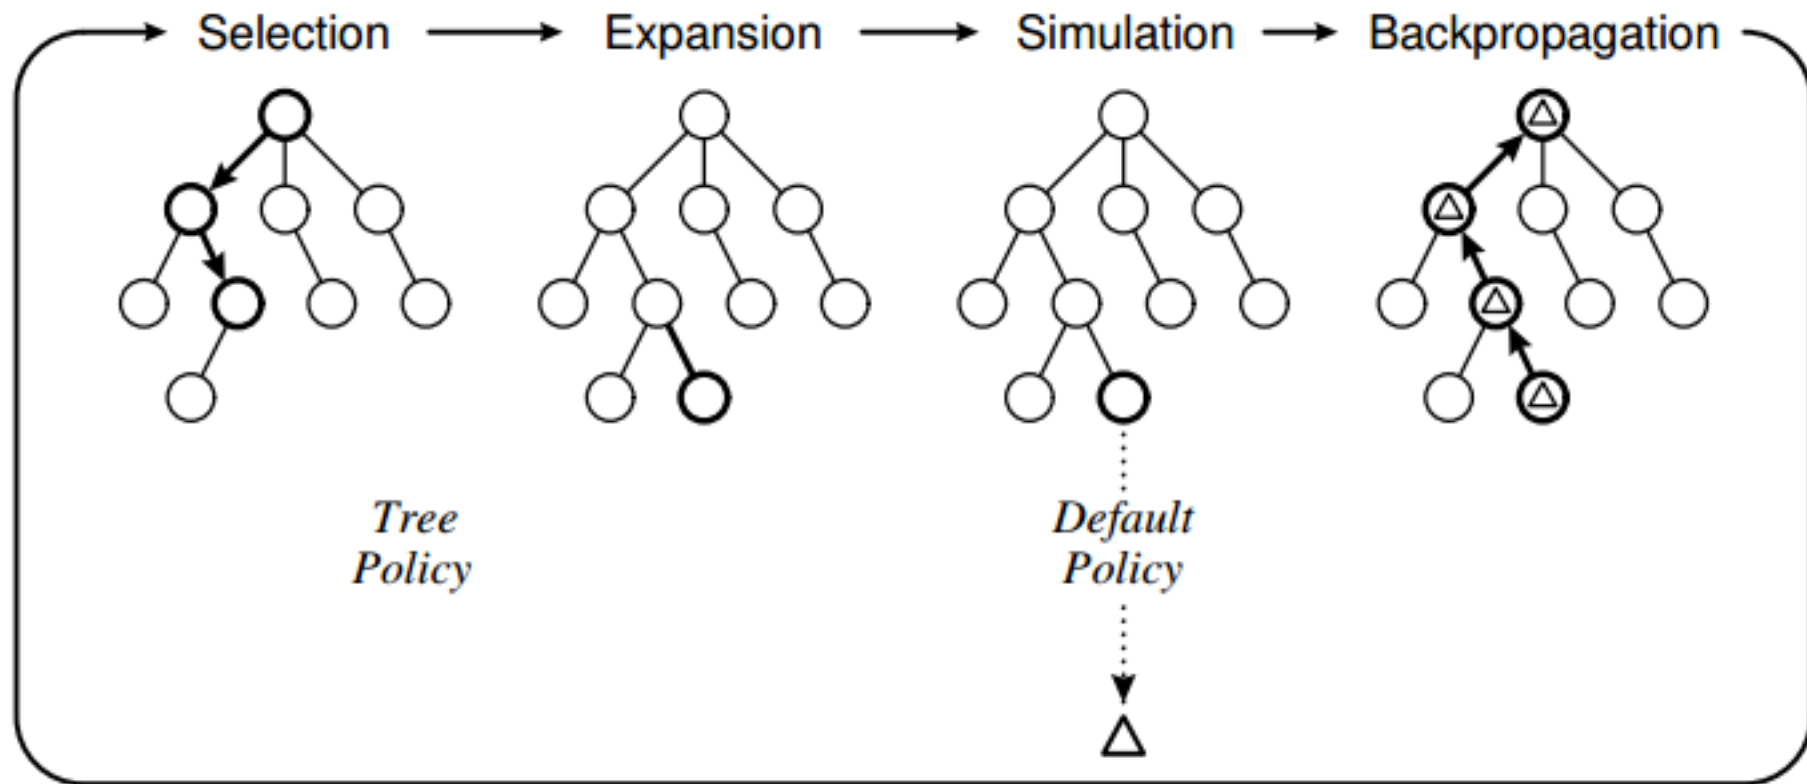 Selection Expansion Simulation Backpropagation
Tree
Policy
Default
Policy